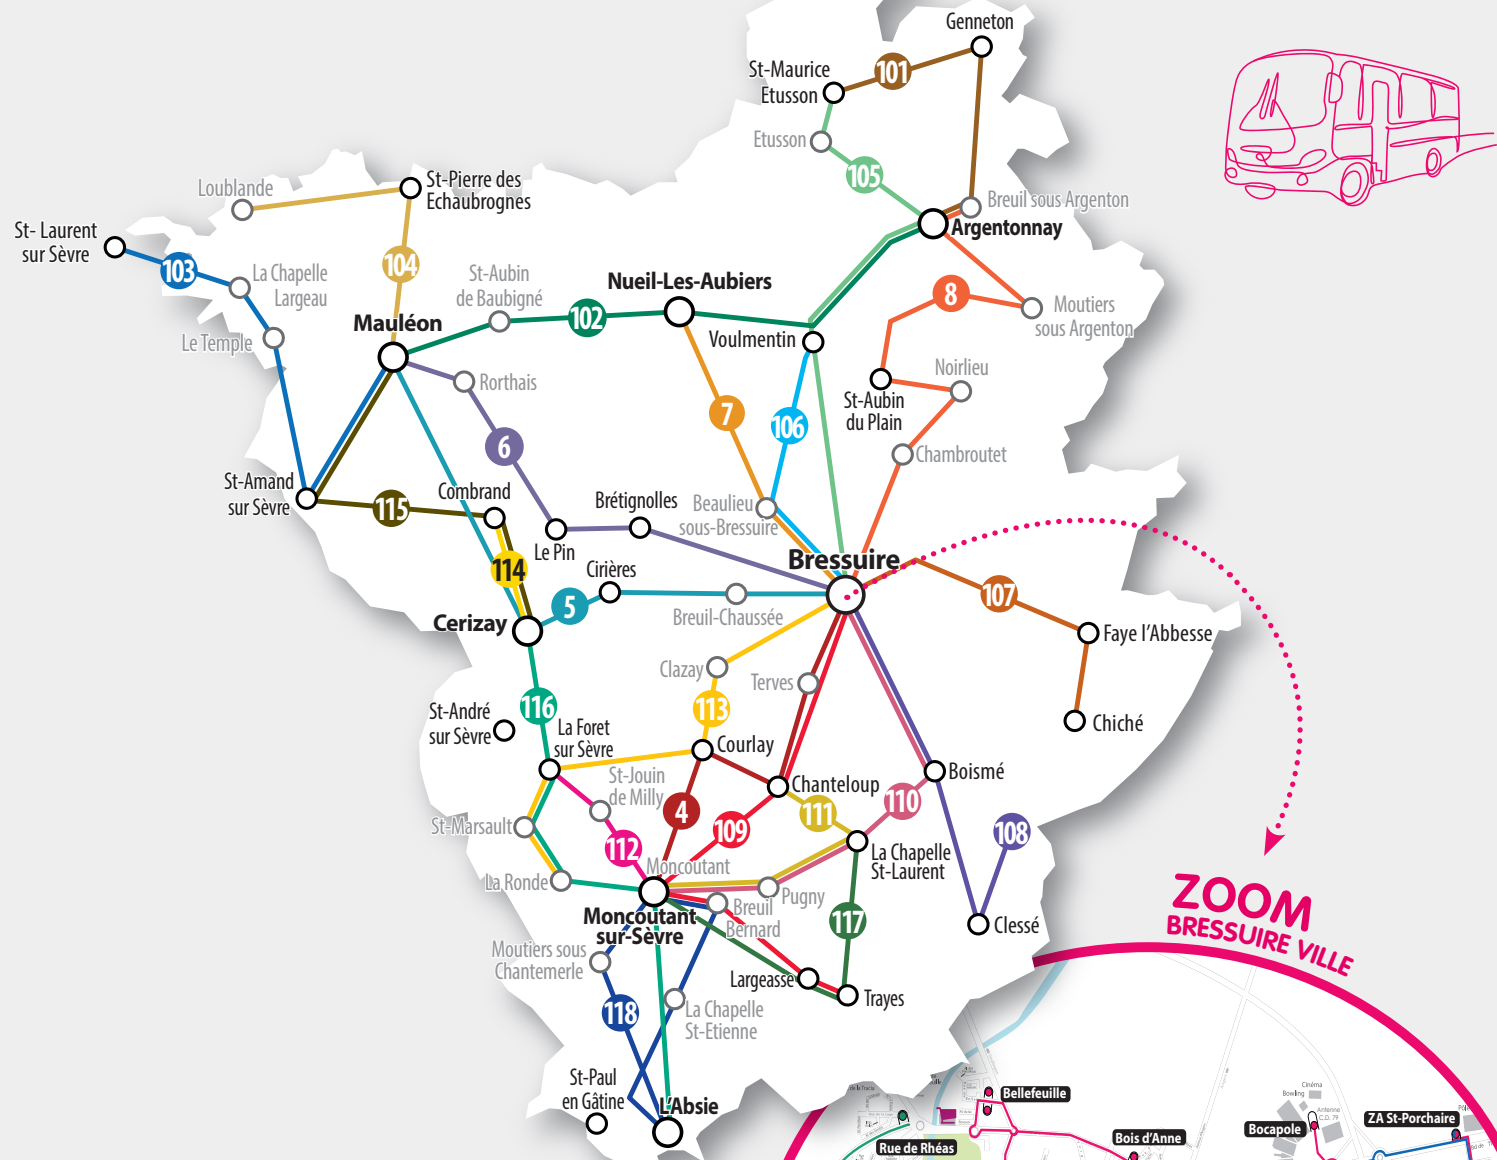 Genneton
St-Maurice
Etusson
101
Etusson
105
Loublande
St-Pierre des
Echaubrognes
Breuil sous Argenton
Argentonnay
St- Laurent
sur Sèvre
103
La Chapelle
Largeau
104
St-Aubin
de Baubigné
Nueil-Les-Aubiers
8
Moutiers
sous Argenton
102
Mauléon
Le Temple
Voulmentin
Rorthais
Noirlieu
St-Aubin
du Plain
7
106
6
Chambroutet
St-Amand
sur Sèvre
115
Combrand
Brétignolles
Beaulieu
sous-Bressuire
Le Pin
Bressuire
114
Cirières
5
Breuil-Chaussée
107
Cerizay
Faye l'Abbesse
Clazay
Terves
116
113
St-André
sur Sèvre
La Foret
sur Sèvre
Courlay
Chiché
St-Jouin
de Milly
Chanteloup
Boismé
4
109
111
110
108
St-Marsault
112
Moncoutant
La Chapelle
St-Laurent
La Ronde
Pugny
Moncoutant
sur-Sèvre
Breuil
Bernard
117
Clessé
ZOOM
BRESSUIRE VILLE
Moutiers sous
Chantemerle
Largeasse
Trayes
118
La Chapelle
St-Etienne
St-Paul
en Gâtine
L'Absie
Bellefeuille
Cinéma
Bowling
Antenne
C.D. 79
ZA St-Porchaire
Bocapole
Bois d'Anne
Rue de Rhéas